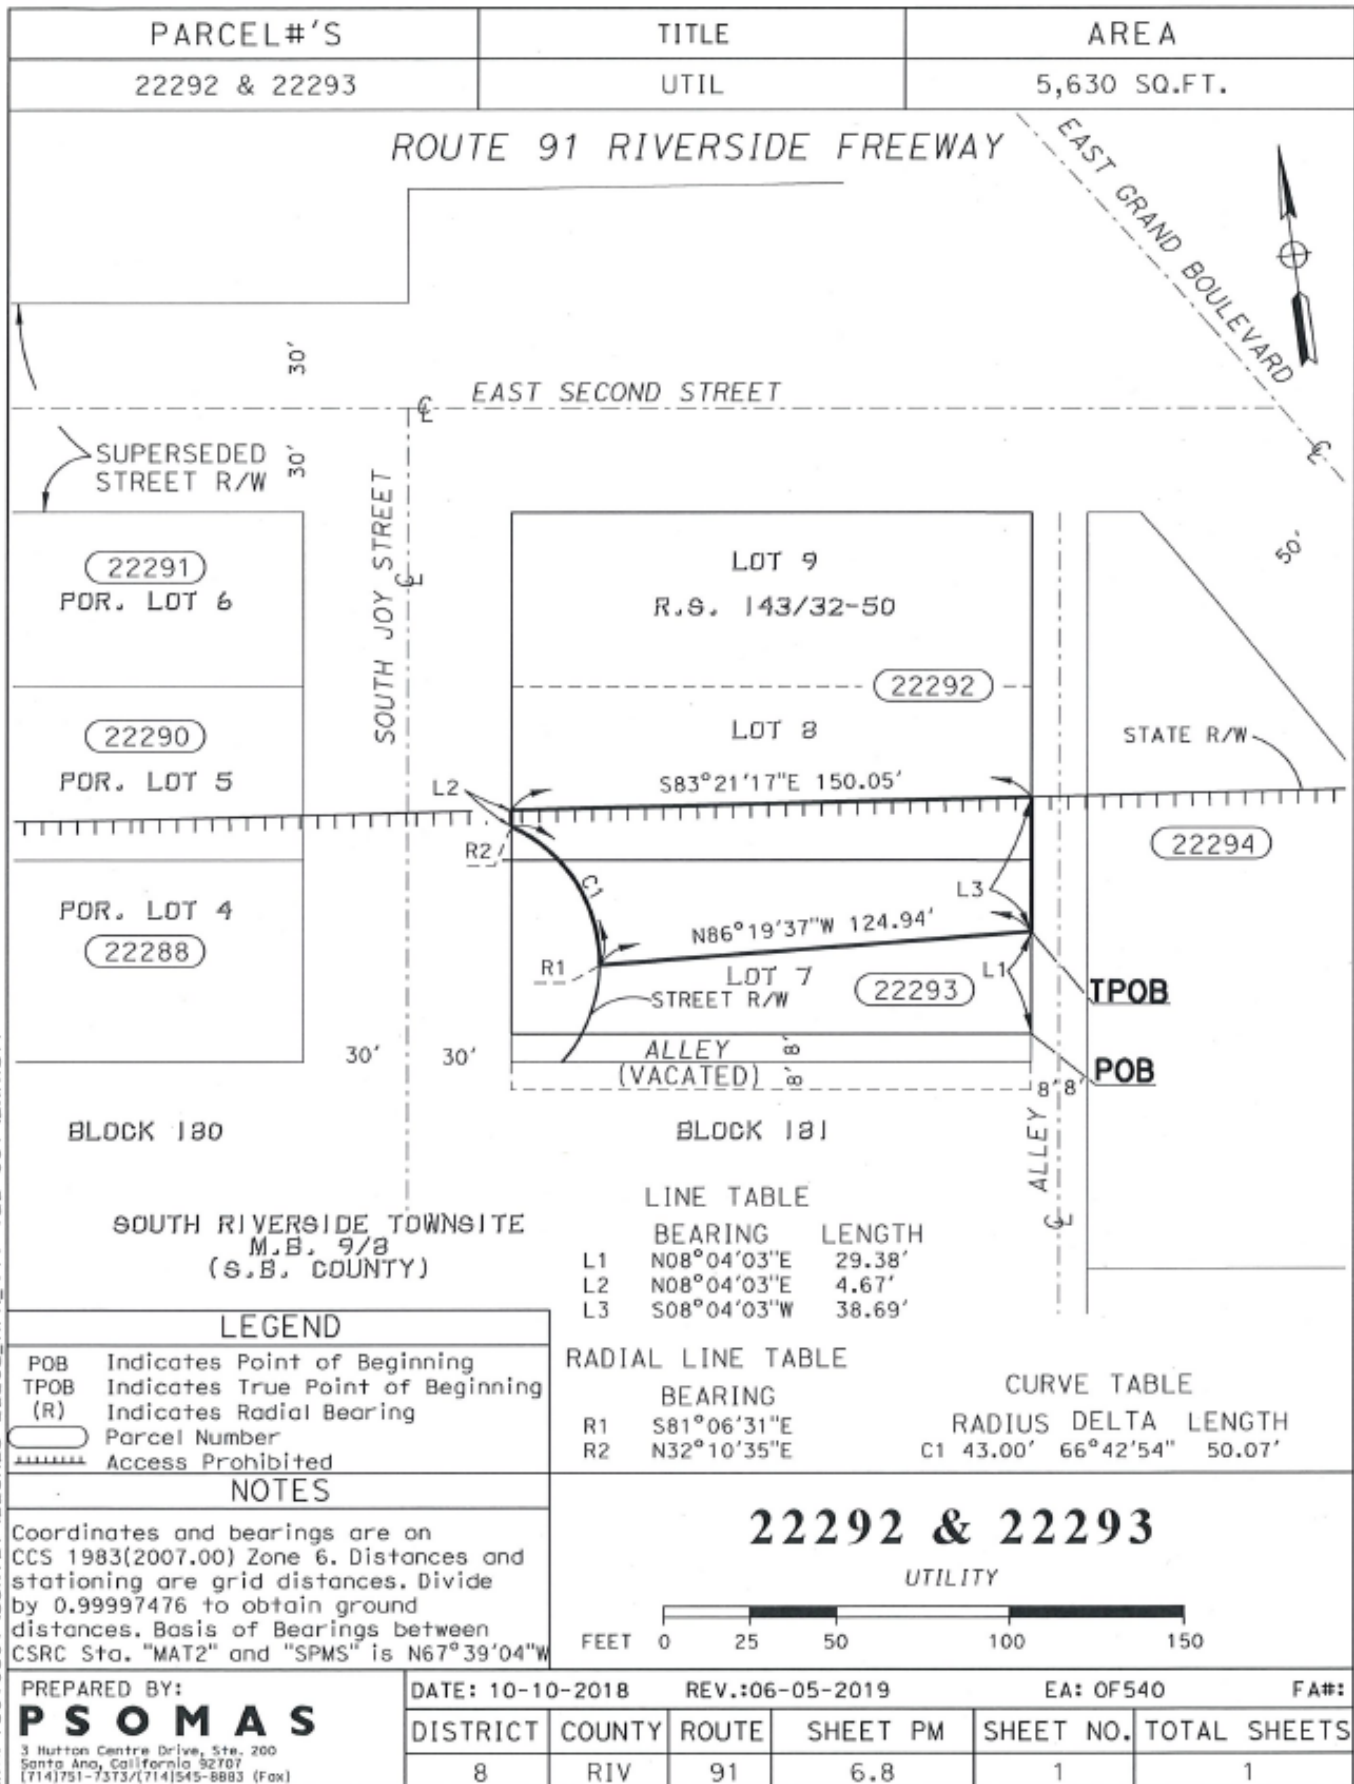 PARCEL#'S TITLE AREA
22292 & 22293 UTIL 5,630 SQ.FT.
ROUTE 91 RIVERSIDE FREEWAY
EAST GRAND BOULEVARD
30'
EAST SECOND STREET
SUPERSEDED
STREET R/W
30'
SOUTH JOY STREET
50'
22291
POR. LOT 6
LOT 9
R.S. 143/32-50
22292
22290
POR. LOT 5
LOT 8
STATE R/W
L2
S83°21'17"E 150.05'
R2
C1
22294
L3
POR. LOT 4
22288
N86°19'37"W 124.94'
R1
LOT 7
22293
L1
STREET R/W
TPOB
30' 30'
ALLEY 8'
(VACATED) 8'
POB
8' 8'
ALLEY
BLOCK 180
BLOCK 181
SOUTH RIVERSIDE TOWNSITE
M.B. 9/8
(S.B. COUNTY)
LINE TABLE
BEARING LENGTH
L1 N08°04'03"E 29.38'
L2 N08°04'03"E 4.67'
L3 S08°04'03"W 38.69'
LEGEND
POB Indicates Point of Beginning
TPOB Indicates True Point of Beginning
(R) Indicates Radial Bearing
Parcel Number
Access Prohibited
RADIAL LINE TABLE
BEARING
R1 S81°06'31"E
R2 N32°10'35"E
CURVE TABLE
RADIUS DELTA LENGTH
C1 43.00' 66°42'54" 50.07'
NOTES
Coordinates and bearings are on
CCS 1983(2007.00) Zone 6. Distances and
stationing are grid distances. Divide
by 0.99997476 to obtain ground
distances. Basis of Bearings between
CSRC Sta. "MAT2" and "SPMS" is N67°39'04"W
22292 & 22293
UTILITY
FEET 0 25 50 100 150
PREPARED BY:
PSOMAS
3 Hutton Centre Drive, Ste. 200
Santa Ana, California 92707
(714)751-7373/(714)545-8883 (Fax)
DATE: 10-10-2018 REV.:06-05-2019 EA: 0F540 FA#:
DISTRICT COUNTY ROUTE SHEET PM SHEET NO. TOTAL SHEETS
8 RIV 91 6.8 1 1